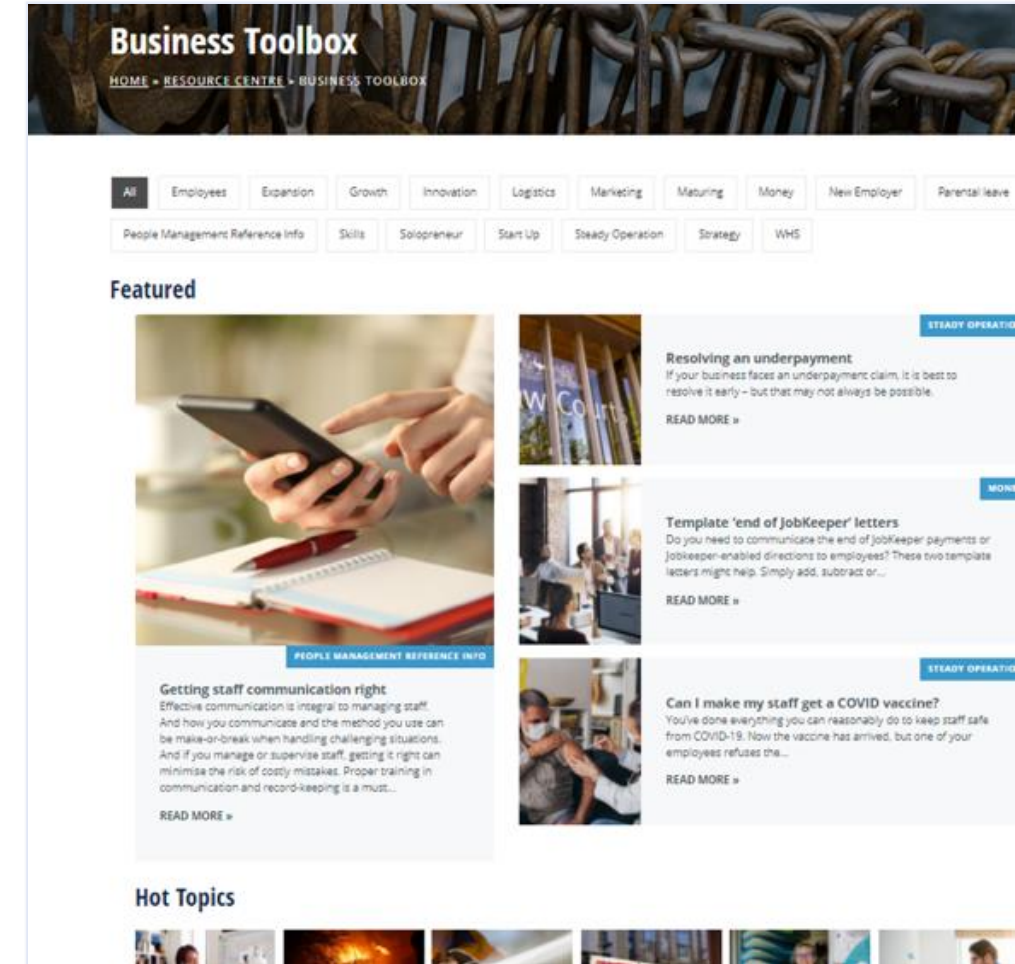 Business Toolbox
HOME » RESOURCE CENTRE » BUSINESS TOOLBOX
All Employees Expansion Growth Innovation Logistics Marketing Maturing Money New Employer Parental leave
People Management Reference Info Skills Solopreneur Start Up Steady Operation Strategy WHS
Featured
PEOPLE MANAGEMENT REFERENCE INFO
Getting staff communication right
Effective communication is integral to managing staff.
And how you communicate and the method you use can
be make-or-break when handling challenging situations.
And if you manage or supervise staff, getting it right can
minimise the risk of costly mistakes. Proper training in
communication and record-keeping is a must...
READ MORE »
STEADY OPERATIO
Resolving an underpayment
If your business faces an underpayment claim, it is best to
resolve it early – but that may not always be possible.
READ MORE »
MONE
Template 'end of JobKeeper' letters
Do you need to communicate the end of JobKeeper payments or
Jobkeeper-enabled directions to employees? These two template
letters might help. Simply add, subtract or...
READ MORE »
STEADY OPERATIO
Can I make my staff get a COVID vaccine?
You've done everything you can reasonably do to keep staff safe
from COVID-19. Now the vaccine has arrived, but one of your
employees refuses the...
READ MORE »
Hot Topics